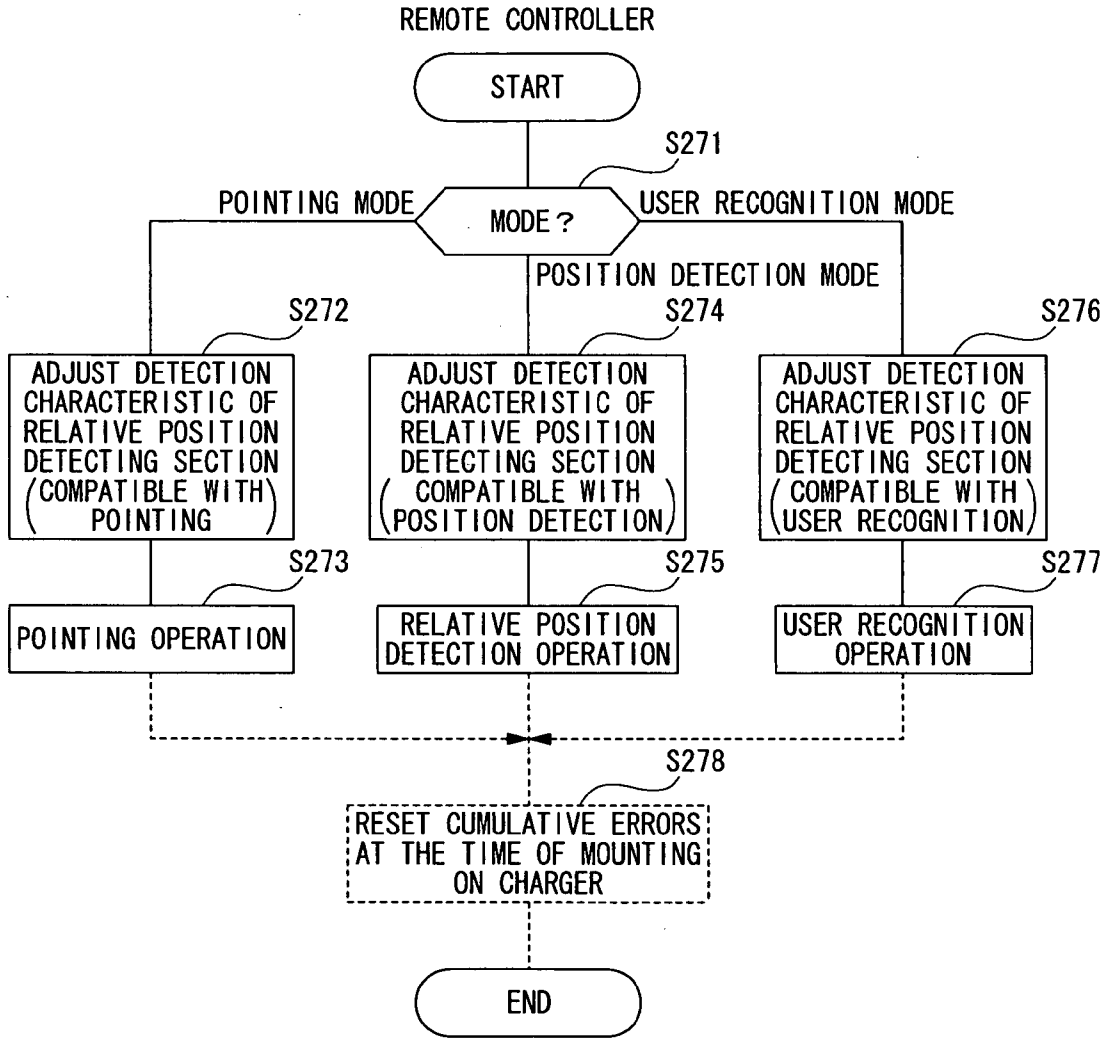 REMOTE CONTROLLER
START
S271
POINTING MODE
MODE?
USER RECOGNITION MODE
POSITION DETECTION MODE
S272
ADJUST DETECTION
CHARACTERISTIC OF
RELATIVE POSITION
DETECTING SECTION
(COMPATIBLE WITH
POINTING)
S274
ADJUST DETECTION
CHARACTERISTIC OF
RELATIVE POSITION
DETECTING SECTION
(COMPATIBLE WITH
POSITION DETECTION)
S276
ADJUST DETECTION
CHARACTERISTIC OF
RELATIVE POSITION
DETECTING SECTION
(COMPATIBLE WITH
USER RECOGNITION)
S273
POINTING OPERATION
S275
RELATIVE POSITION
DETECTION OPERATION
S277
USER RECOGNITION
OPERATION
S278
RESET CUMULATIVE ERRORS
AT THE TIME OF MOUNTING
ON CHARGER
END